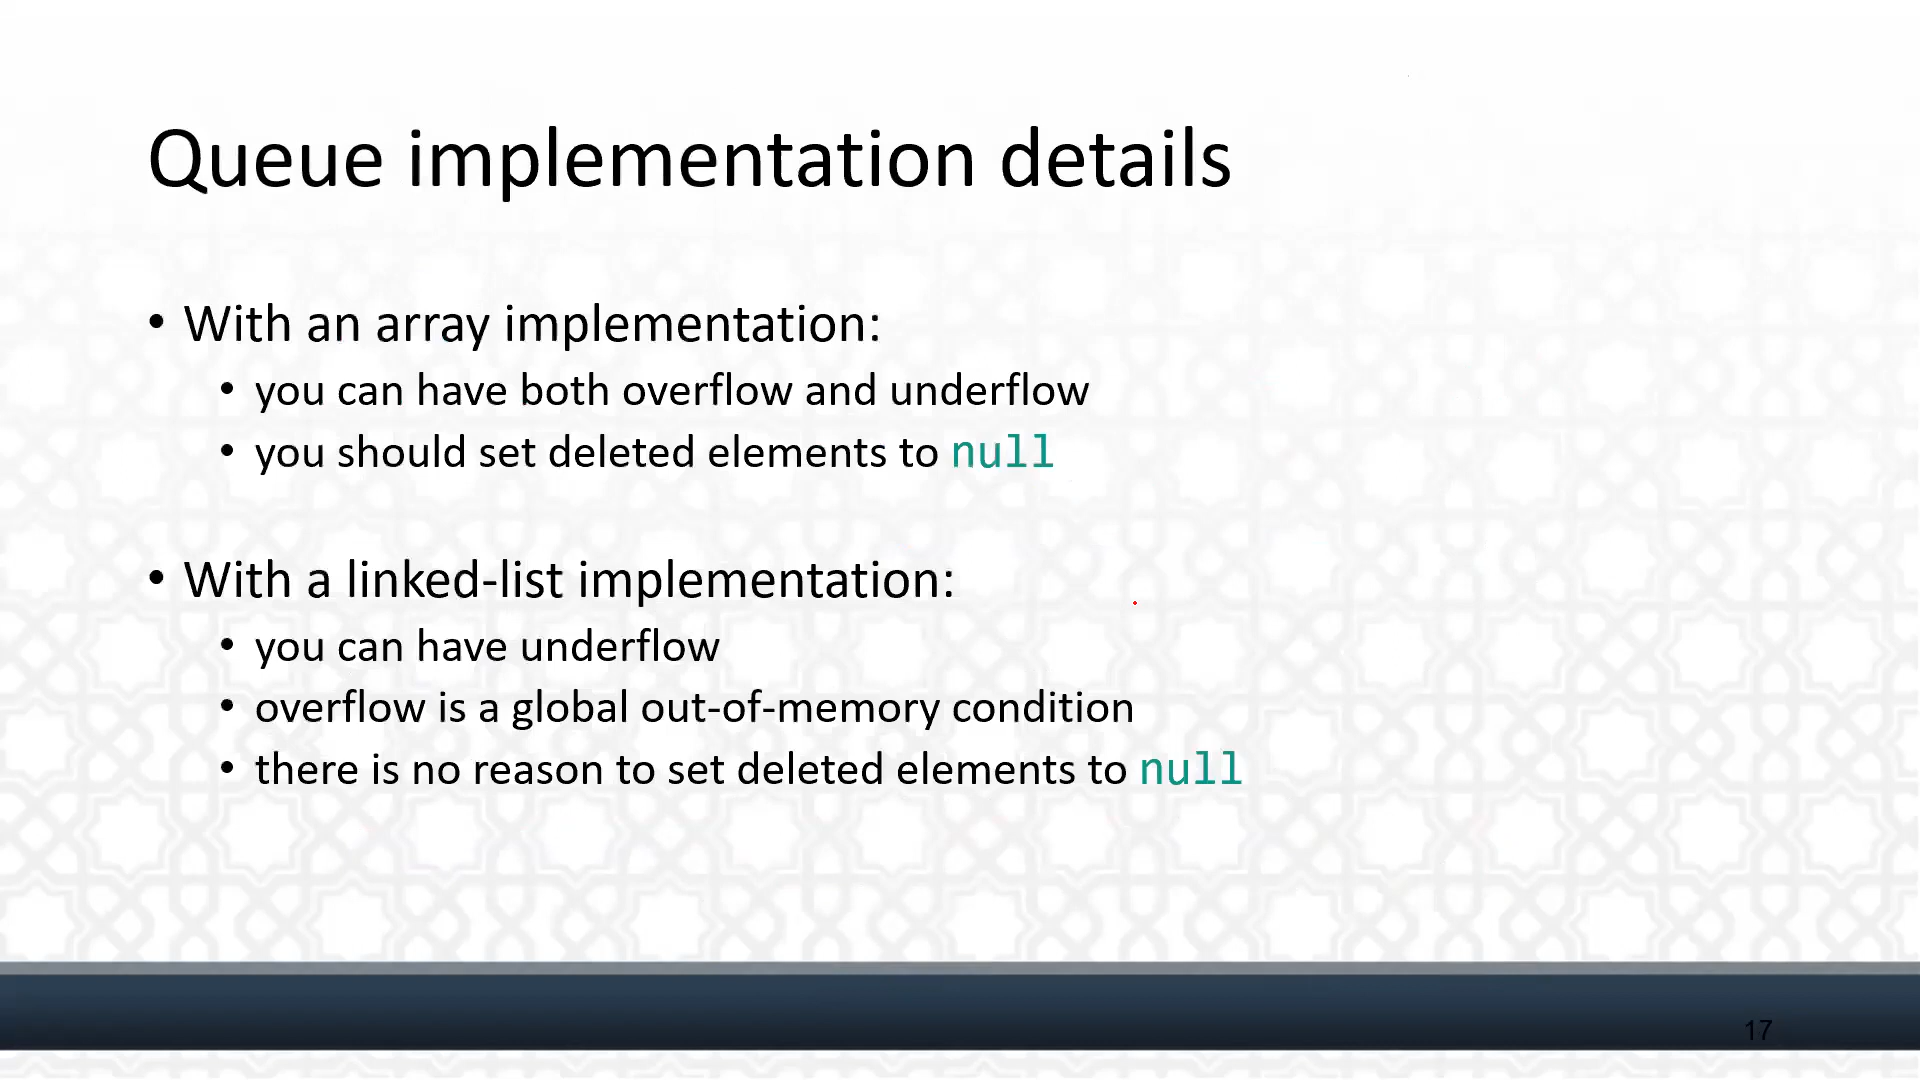 Queue implementation details
• With an array implementation:
• you can have both overflow and underflow
• you should set deleted elements to null
• With a linked-list implementation:
• you can have underflow
• overflow is a global out-of-memory condition
• there is no reason to set deleted elements to null
17